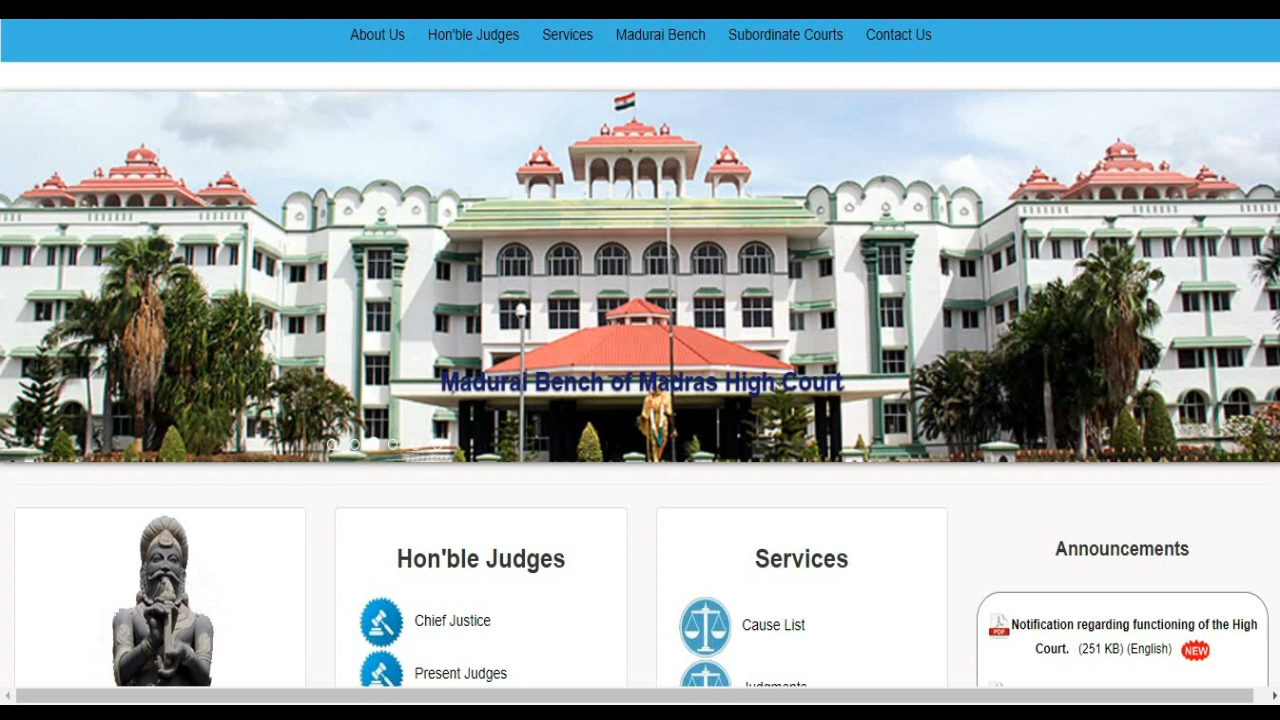 About Us Hon'ble Judges Services Madurai Bench Subordinate Courts Contact Us
Madurai Bench of Madras High Court
Hon'ble Judges
Chief Justice
Present Judges
Services
Cause List
Judgments
Announcements
PDF Notification regarding functioning of the High
Court. (251 KB) (English) NEW